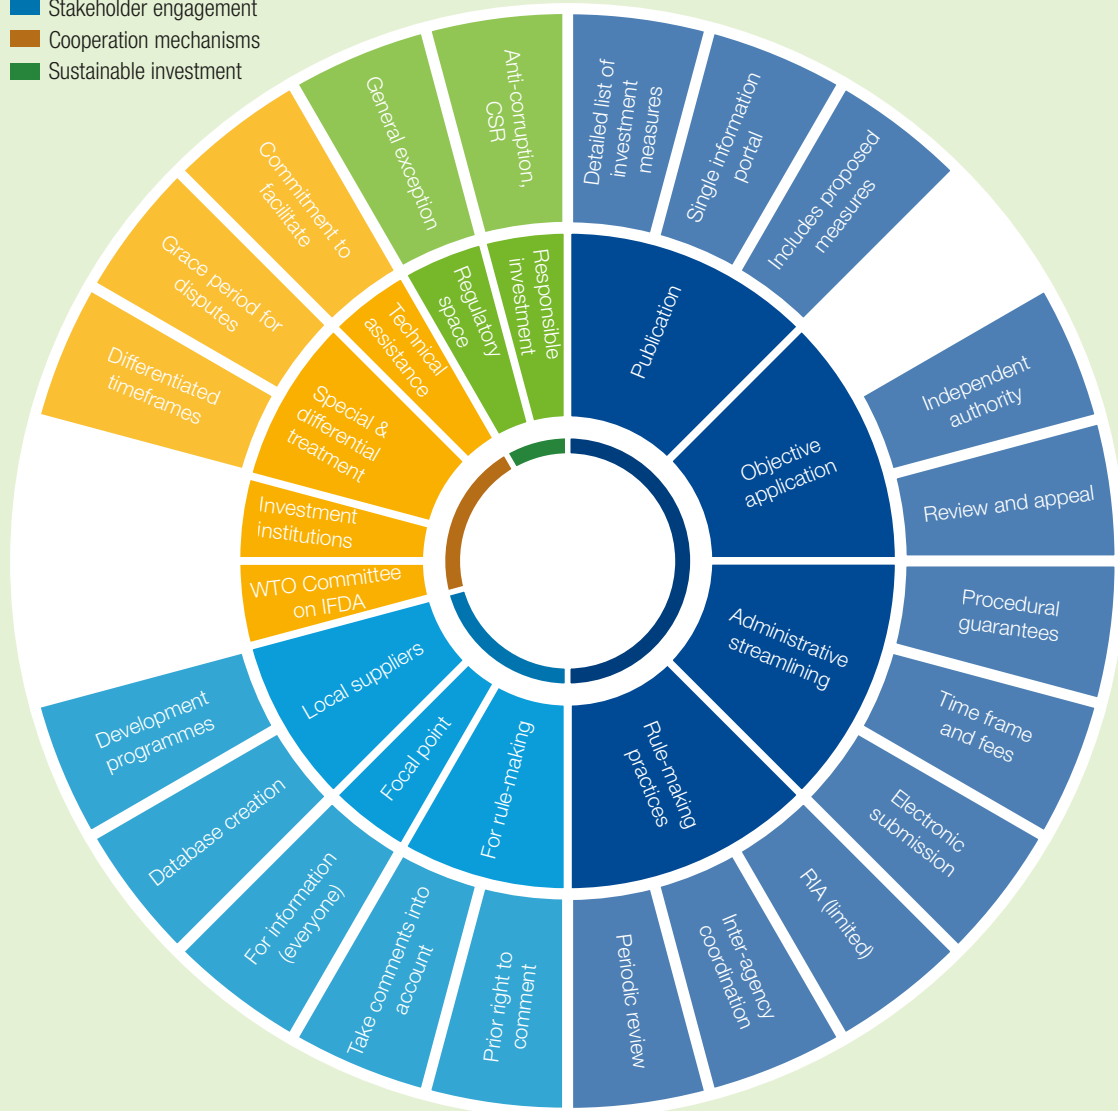 Stakeholder engagement
Cooperation mechanisms
Sustainable investment
Detailed list of
investment
measures
Single information
portal
Includes proposed
measures
Independent
authority
Review and appeal
Procedural
guarantees
Time frame
and fees
Electronic
submission
RIA (limited)
Inter-agency
coordination
Periodic review
Prior right to
comment
Take comments into
account
For information
(everyone)
Database creation
Development
programmes
Differentiated
timeframes
Grace period for
disputes
Commitment to
facilitate
General exception
Anti-corruption,
CSR
Publication
Objective
application
Administrative
streamlining
Rule-making
practices
For rule-making
Focal point
Local suppliers
WTO Committee
on IFDA
Investment
institutions
Special &
differential
treatment
Technical
assistance
Regulatory
space
Responsible
investment